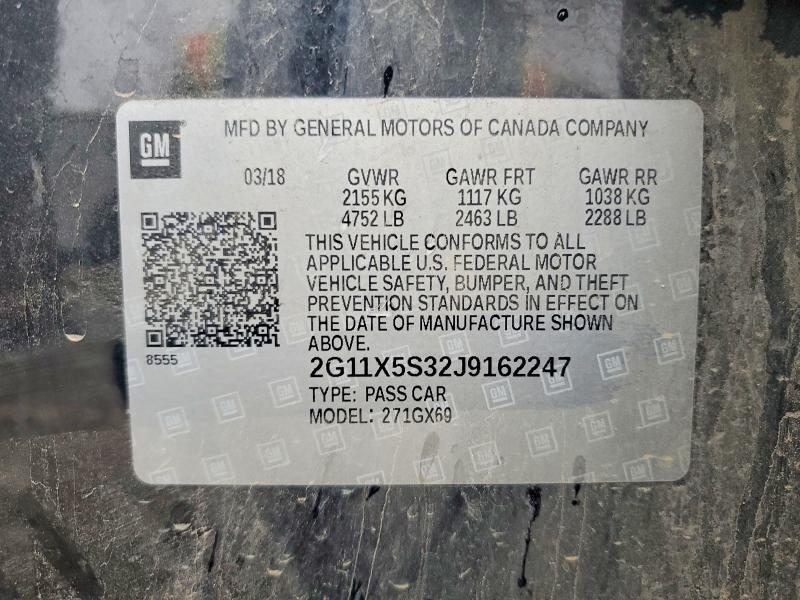 GM
MFD BY GENERAL MOTORS OF CANADA COMPANY
03/18 GVWR GAWR FRT GAWR RR
2155 KG 1117 KG 1038 KG
4752 LB 2463 LB 2288 LB
THIS VEHICLE CONFORMS TO ALL
APPLICABLE U.S. FEDERAL MOTOR
VEHICLE SAFETY, BUMPER, AND THEFT
PREVENTION STANDARDS IN EFFECT ON
THE DATE OF MANUFACTURE SHOWN
ABOVE.
8555
2G11X5S32J9162247
TYPE: PASS CAR
MODEL: 271GX69